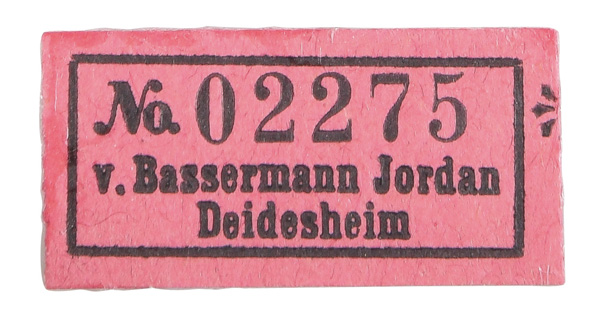 No. 02275
v. Bassermann Jordan
Deidesheim